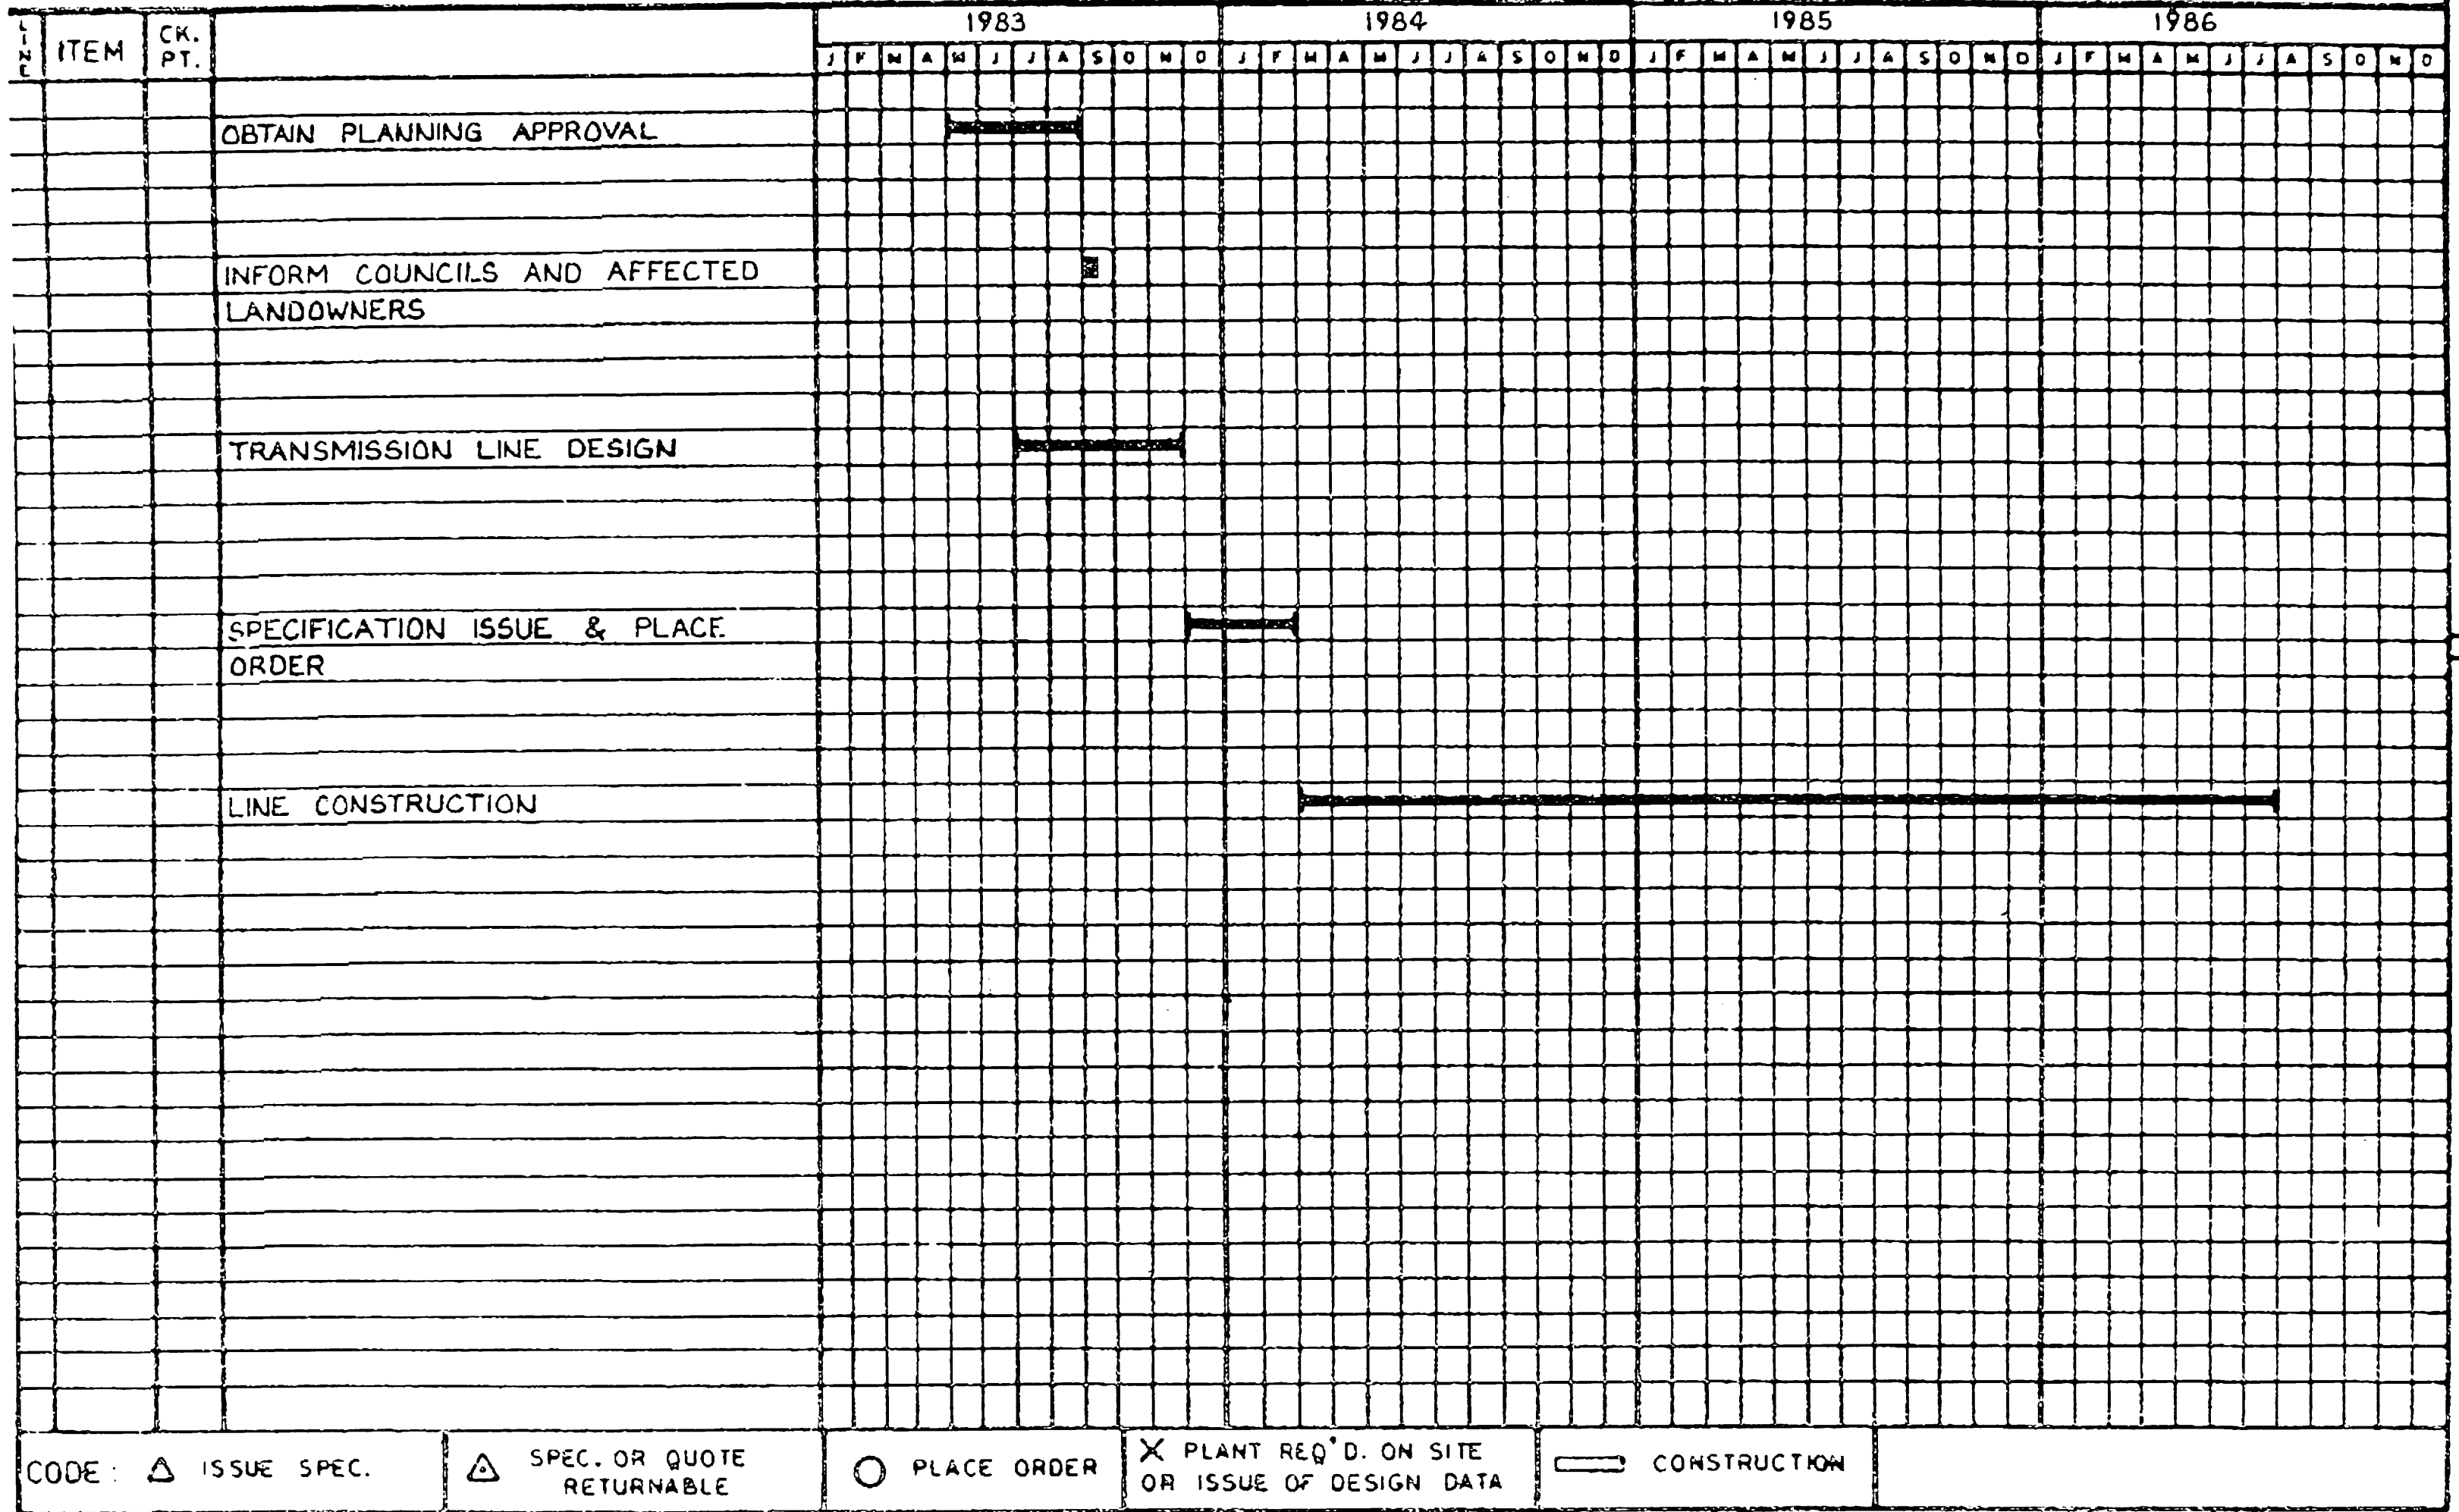 LINE ITEM CK. PT. 1983 1984 1985 1986
J F M A M J J A S O N D J F M A M J J A S O N D J F M A M J J A S O N D J F M A M J J A S O N D
OBTAIN PLANNING APPROVAL
INFORM COUNCILS AND AFFECTED
LANDOWNERS
TRANSMISSION LINE DESIGN
SPECIFICATION ISSUE & PLACE
ORDER
LINE CONSTRUCTION
CODE: △ ISSUE SPEC.
SPEC. OR QUOTE
RETURNABLE
PLACE ORDER
X PLANT REQ'D. ON SITE
OR ISSUE OF DESIGN DATA
CONSTRUCTION